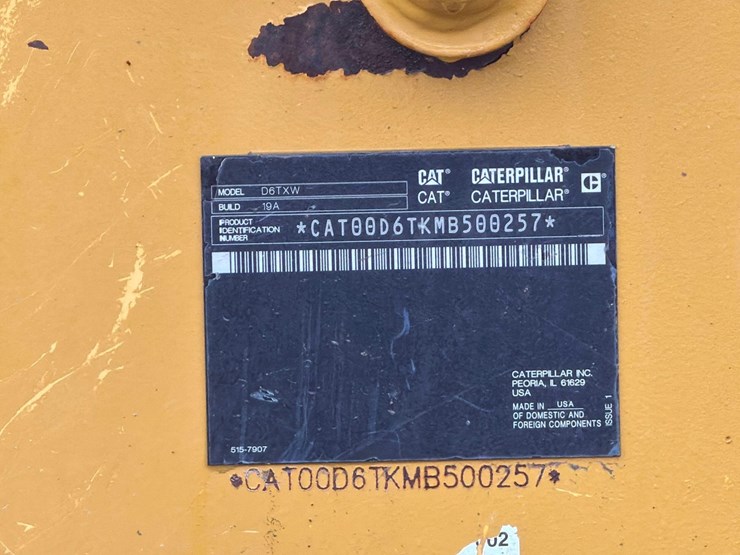 CAT® CATERPILLAR® C
MODEL D6TXW
CAT® CATERPILLAR®
BUILD 19A
PRODUCT IDENTIFICATION NUMBER *CAT00D6TKMB500257*
CATERPILLAR INC.
PEORIA, IL 61629
USA
MADE IN USA
OF DOMESTIC AND
FOREIGN COMPONENTS
ISSUE 1
515-7907
*CAT00D6TKMB500257*